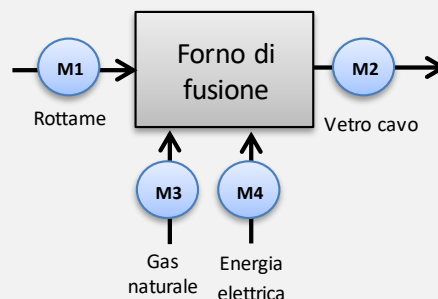 Forno di
fusione
M1
M2
Rottame
Vetro cavo
M3
M4
Gas
naturale
Energia
elettrica